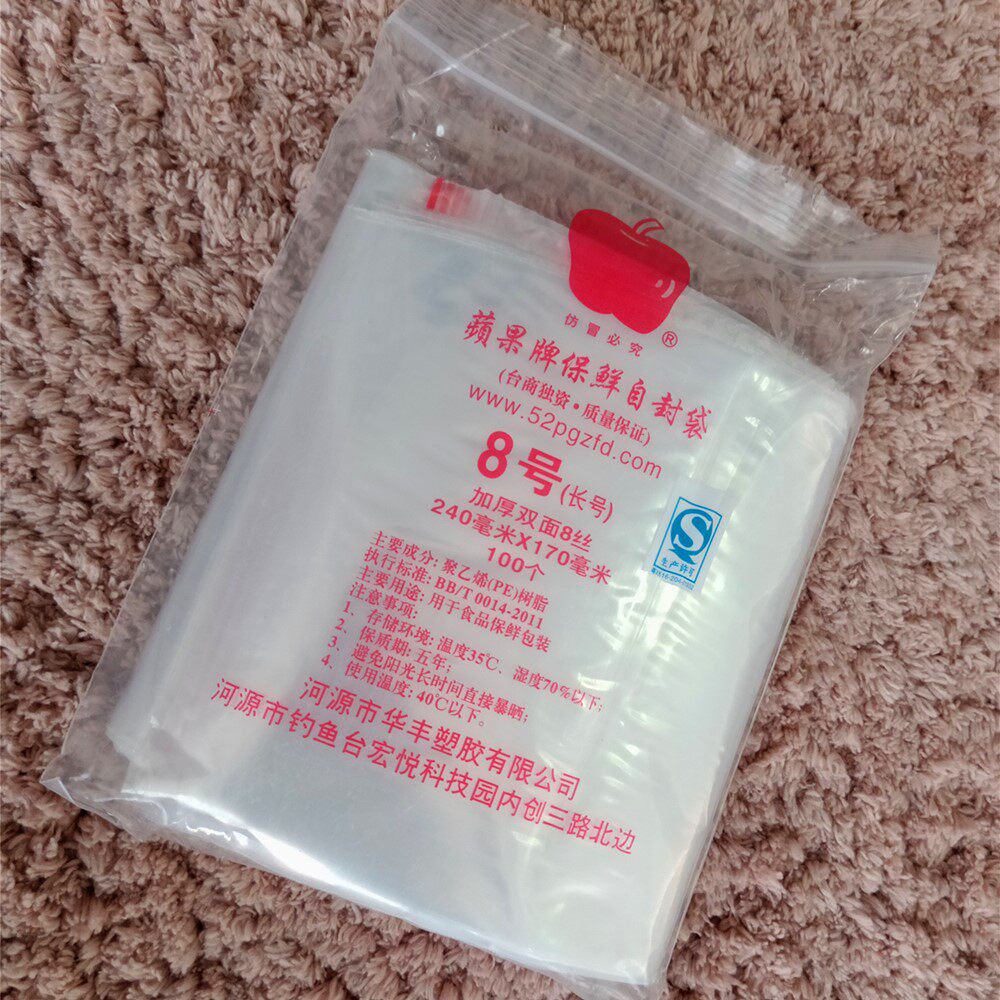 仿冒必究
®
蘋果牌保鮮自封袋
(台商独资·质量保证)
www.52pgzfd.com
8号(长号)
加厚双面8丝
240毫米X170毫米
100个
主要成分: 聚乙烯(PE)树脂
执行标准: BB/T 0014-2011
主要用途: 用于食品保鲜包装
注意事项:
1、存储环境: 温度35℃、湿度70%以下;
2、保质期: 五年;
3、避免阳光长时间直接暴晒;
4、使用温度: 40℃以下。
河源市华丰塑胶有限公司
河源市钓鱼台宏悦科技园内创三路北边
S
生产许可